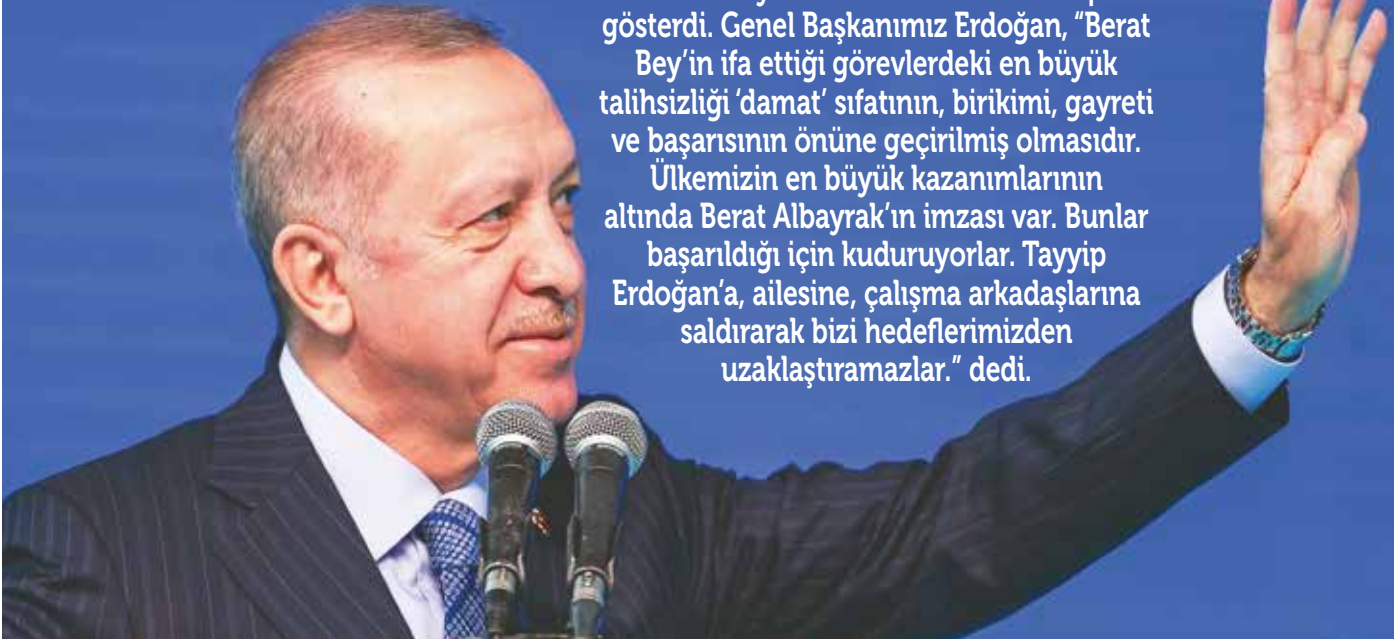 gösterdi. Genel Başkanımız Erdoğan, “Berat
Bey’in ifa ettiği görevlerdeki en büyük
talihsizliği ‘damat’ sıfatının, birikimi, gayreti
ve başarısının önüne geçirilmiş olmasıdır.
Ülkemizin en büyük kazanımlarının
altında Berat Albayrak’ın imzası var. Bunlar
başarıldığı için kuduruyorlar. Tayyip
Erdoğan’a, ailesine, çalışma arkadaşlarına
saldırarak bizi hedeflerimizden
uzaklaştıramazlar.” dedi.